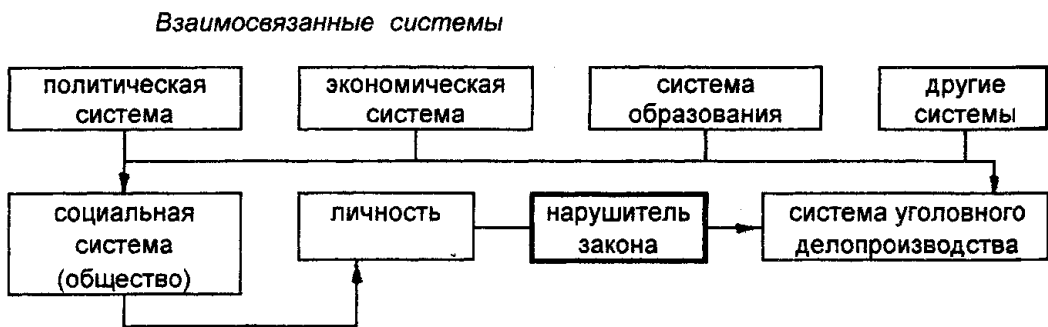 Взаимосвязанные системы
политическая
система
экономическая
система
система
образования
другие
системы
социальная
система
(общество)
личность
нарушитель
закона
система уголовного
делопроизводства